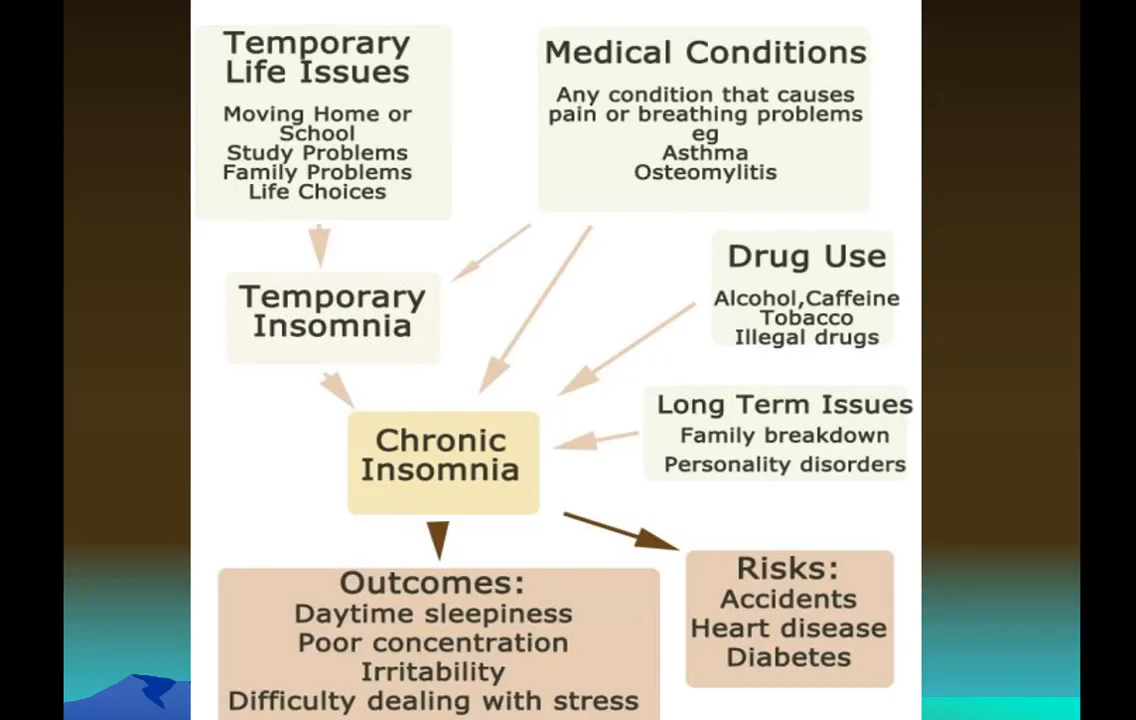 Temporary
Life Issues
Moving Home or
School
Study Problems
Family Problems
Life Choices
Medical Conditions
Any condition that causes
pain or breathing problems
eg
Asthma
Osteomylitis
Drug Use
Alcohol,Caffeine
Tobacco
Illegal drugs
Temporary
Insomnia
Long Term Issues
Family breakdown
Personality disorders
Chronic
Insomnia
Outcomes:
Daytime sleepiness
Poor concentration
Irritability
Difficulty dealing with stress
Risks:
Accidents
Heart disease
Diabetes